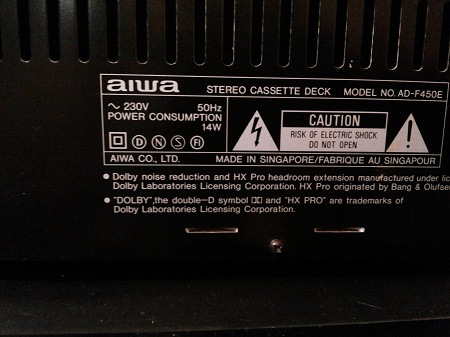 aiwa STEREO CASSETTE DECK MODEL NO. AD-F450E
~ 230V 50Hz
POWER CONSUMPTION
14W
D N S FI
CAUTION
RISK OF ELECTRIC SHOCK
DO NOT OPEN
AIWA CO., LTD. MADE IN SINGAPORE/FABRIQUE AU SINGAPOUR
● Dolby noise reduction and HX Pro headroom extension manufactured under lic
Dolby Laboratories Licensing Corporation. HX Pro originated by Bang & Olufse
● "DOLBY",the double-D symbol and "HX PRO" are trademarks of
Dolby Laboratories Licensing Corporation.